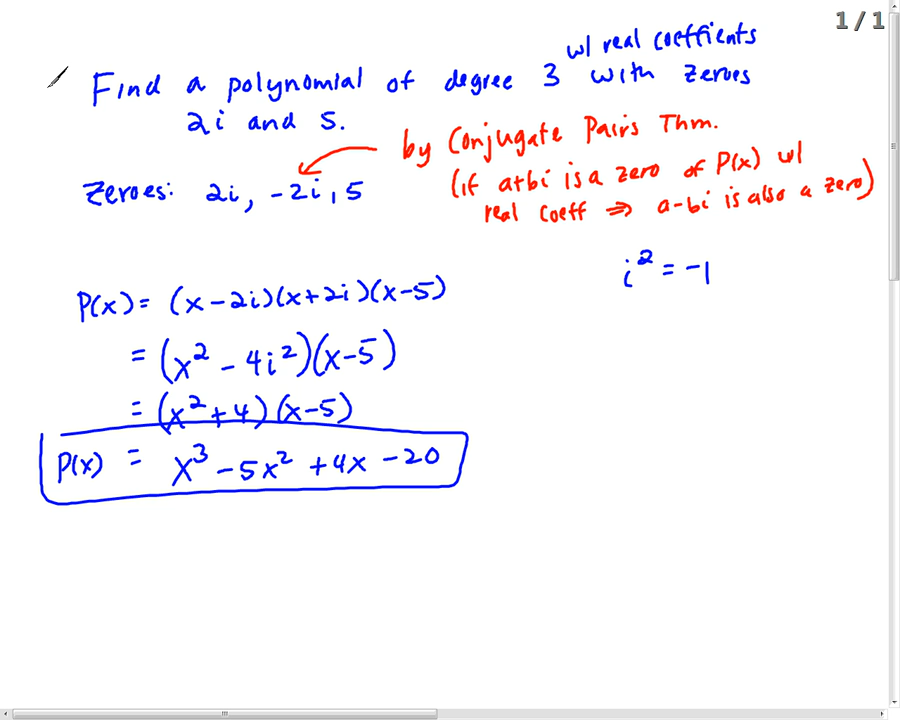 1 / 1
w/ real coeffients
Find a polynomial of degree 3 with zeroes
2i and 5.
by Conjugate Pairs Thm.
(if a+bi is a zero of P(x) w/
real coeff ⇒ a-bi is also a zero)
Zeroes: 2i, -2i, 5
i² = -1
P(x) = (x-2i)(x+2i)(x-5)
= (x² - 4i²)(x-5)
= (x²+4)(x-5)
P(x) = x³ - 5x² + 4x - 20